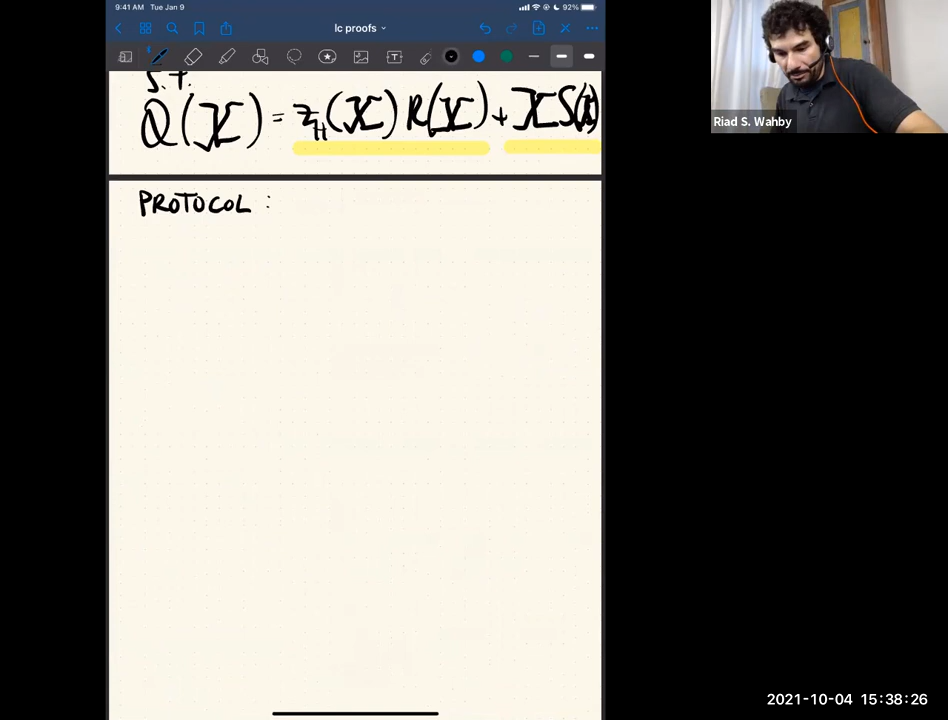 9:41 AM Tue Jan 9
92%
lc proofs
S.T.
Q(X) = Z_H(X) R(X) + X S(X)
PROTOCOL :
Riad S. Wahby
2021-10-04 15:38:26